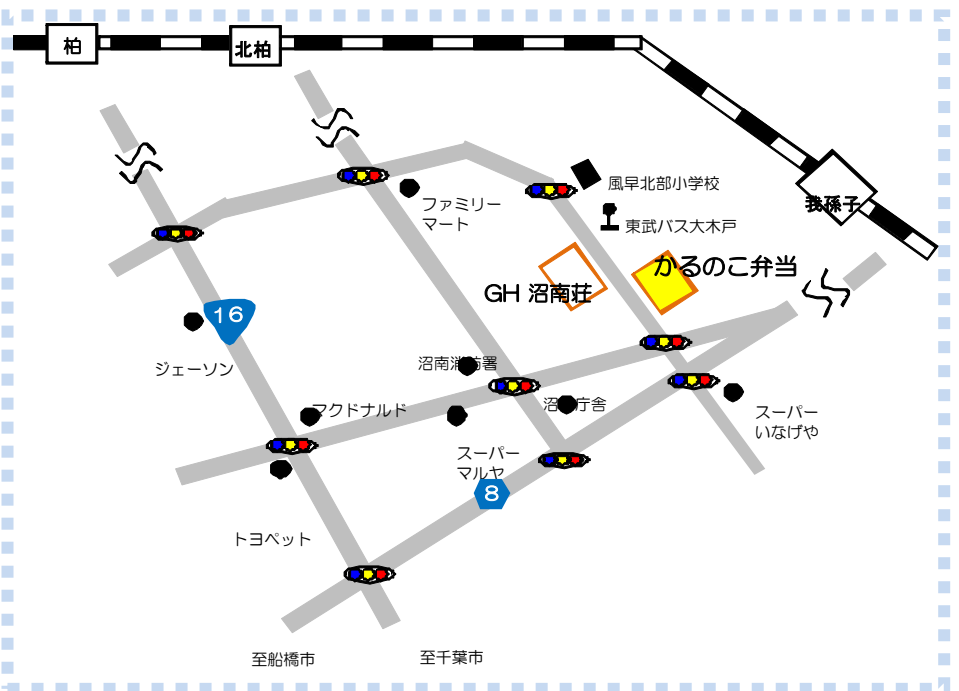 柏
北柏
風早北部小学校
我孫子
ファミリー
マート
東武バス大木戸
かるのこ弁当
GH 沼南荘
16
ジェーソン
沼南消防署
マクドナルド
沼南庁舎
スーパー
いなげや
スーパー
マルヤ
8
トヨペット
至船橋市
至千葉市